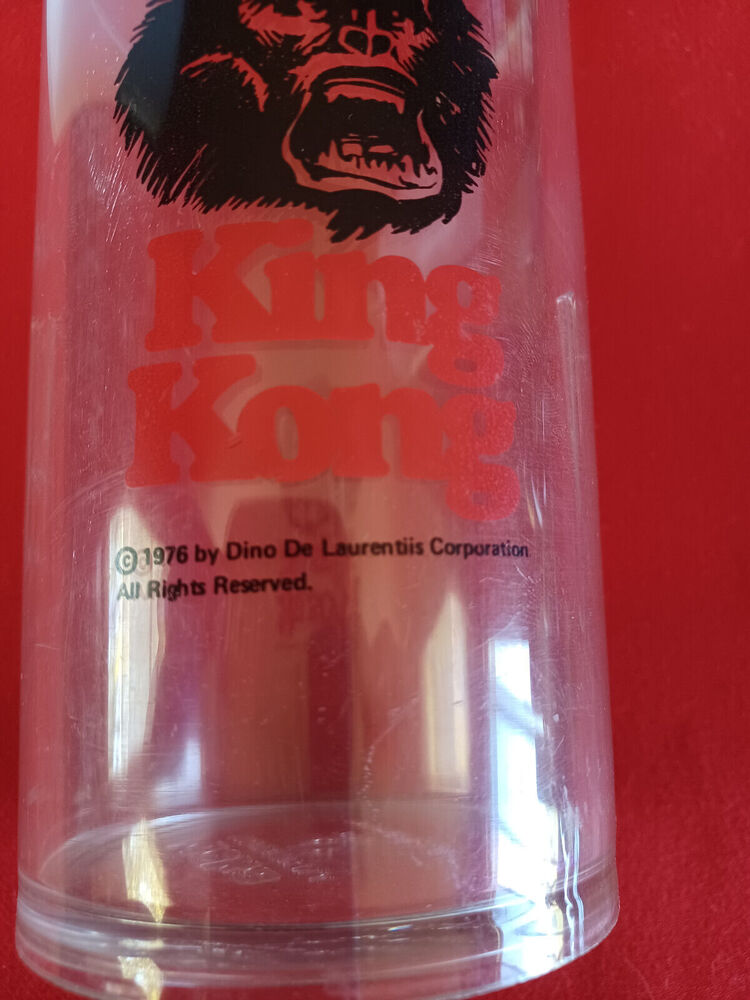 King
Kong
©1976 by Dino De Laurentiis Corporation
All Rights Reserved.